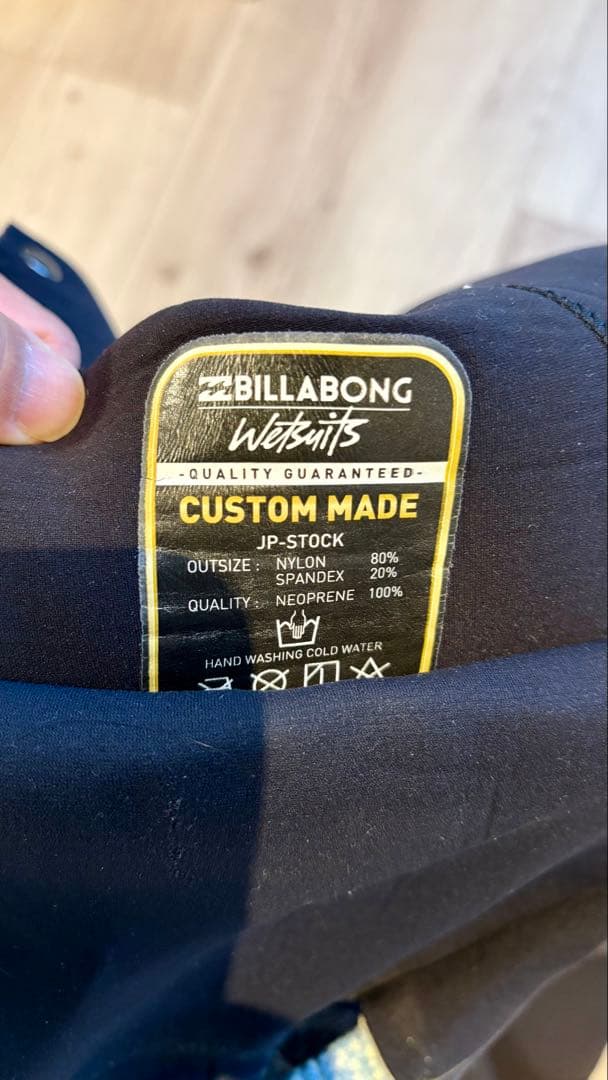 BILLABONG
Wetsuits
-QUALITY GUARANTEED-
CUSTOM MADE
JP-STOCK
OUTSIZE : NYLON 80%
SPANDEX 20%
QUALITY : NEOPRENE 100%
HAND WASHING COLD WATER